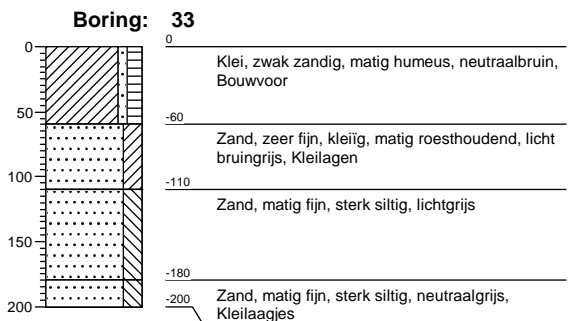 Boring: 33
0
0
Klei, zwak zandig, matig humeus, neutraalbruin,
Bouwvoor
50
-60
Zand, zeer fijn, kleiïg, matig roesthoudend, licht
bruingrijs, Kleilagen
100
-110
Zand, matig fijn, sterk siltig, lichtgrijs
150
-180
Zand, matig fijn, sterk siltig, neutraalgrijs,
Kleilaagjes
200
-200